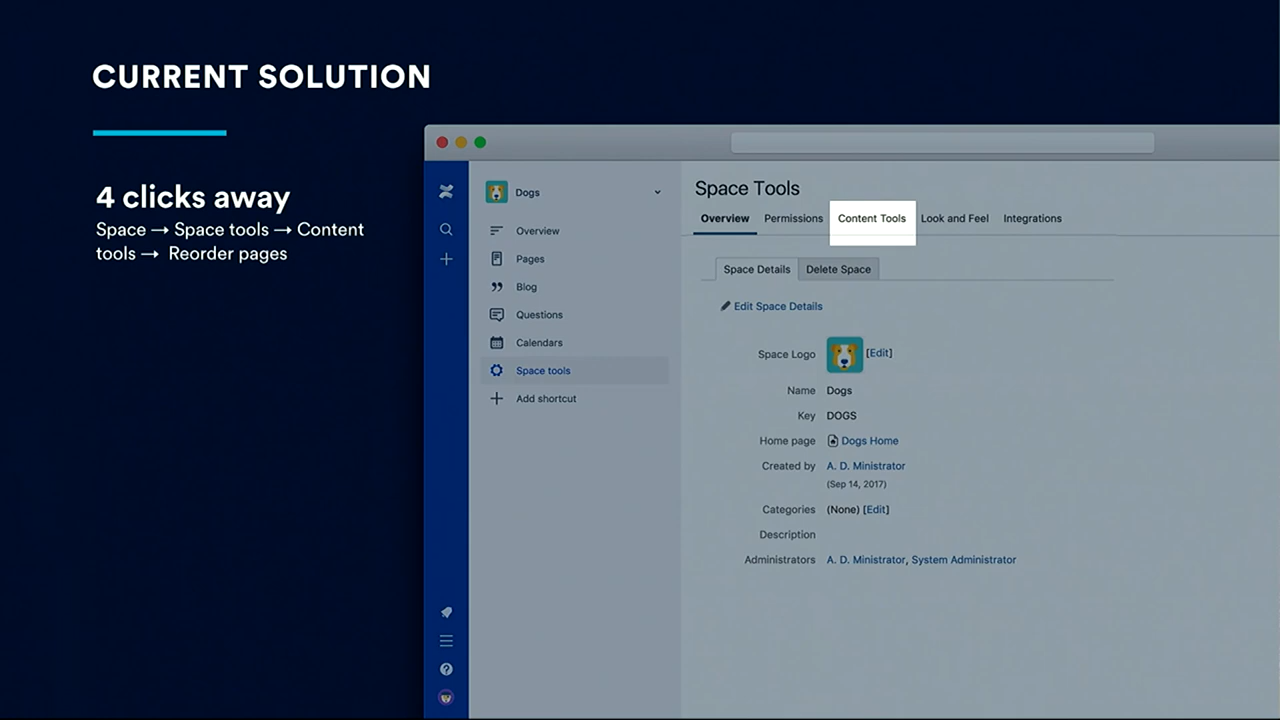 CURRENT SOLUTION
4 clicks away
Space → Space tools → Content
tools → Reorder pages
Dogs
Overview
Pages
Blog
Questions
Calendars
Space tools
Add shortcut
Space Tools
Overview Permissions Content Tools Look and Feel Integrations
Space Details Delete Space
Edit Space Details
Space Logo [Edit]
Name Dogs
Key DOGS
Home page Dogs Home
Created by A. D. Ministrator
(Sep 14, 2017)
Categories (None) [Edit]
Description
Administrators A. D. Ministrator, System Administrator